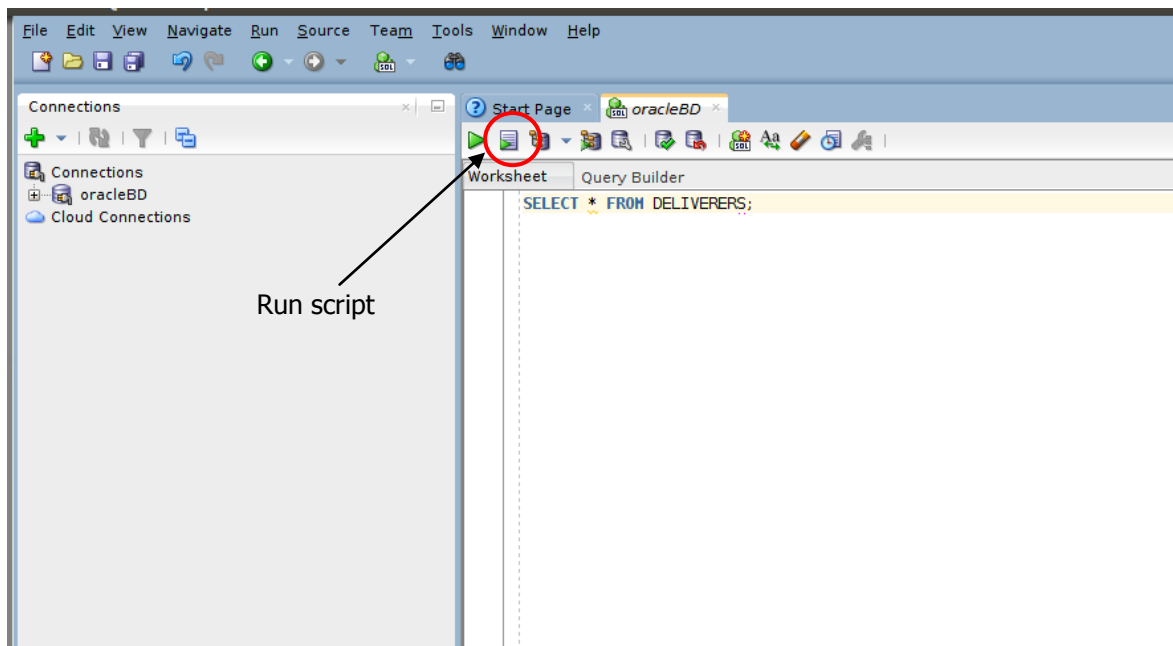 File Edit View Navigate Run Source Team Tools Window Help
Connections
Start Page
oracleBD
Worksheet
Query Builder
Connections
oracleBD
Cloud Connections
SELECT * FROM DELIVERERS;
Run script